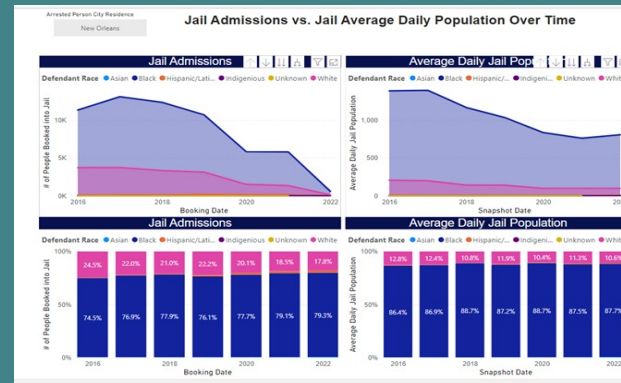 Arrested Person City Residence
New Orleans
Jail Admissions vs. Jail Average Daily Population Over Time
Jail Admissions
Defendant Race Asian Black Hispanic/Lati... Indigenious Unknown White
# of People Booked into Jail
10K
5K
0K
2016 2018 2020 2022
Booking Date
Average Daily Jail Pop
Defendant Race Asian Black Hispanic/... Indigeni... Unknown White
Average Daily Jail Population
1,000
500
0
2016 2018 2020
Snapshot Date
Jail Admissions
Defendant Race Asian Black Hispanic/Lati... Indigenious Unknown White
# of People Booked into Jail
100%
50%
0%
24.5% 22.0% 21.0% 22.2% 20.1% 18.5% 17.8%
74.5% 76.9% 77.9% 76.1% 77.7% 79.1% 79.3%
2016 2018 2020 2022
Booking Date
Average Daily Jail Population
Defendant Race Asian Black Hispanic/... Indigeni... Unknown White
Average Daily Jail Population
100%
50%
0%
12.8% 12.4% 10.8% 11.9% 10.4% 11.3% 10.6%
86.4% 86.9% 88.7% 87.2% 88.7% 87.5% 87.7%
2016 2018 2020 2022
Snapshot Date